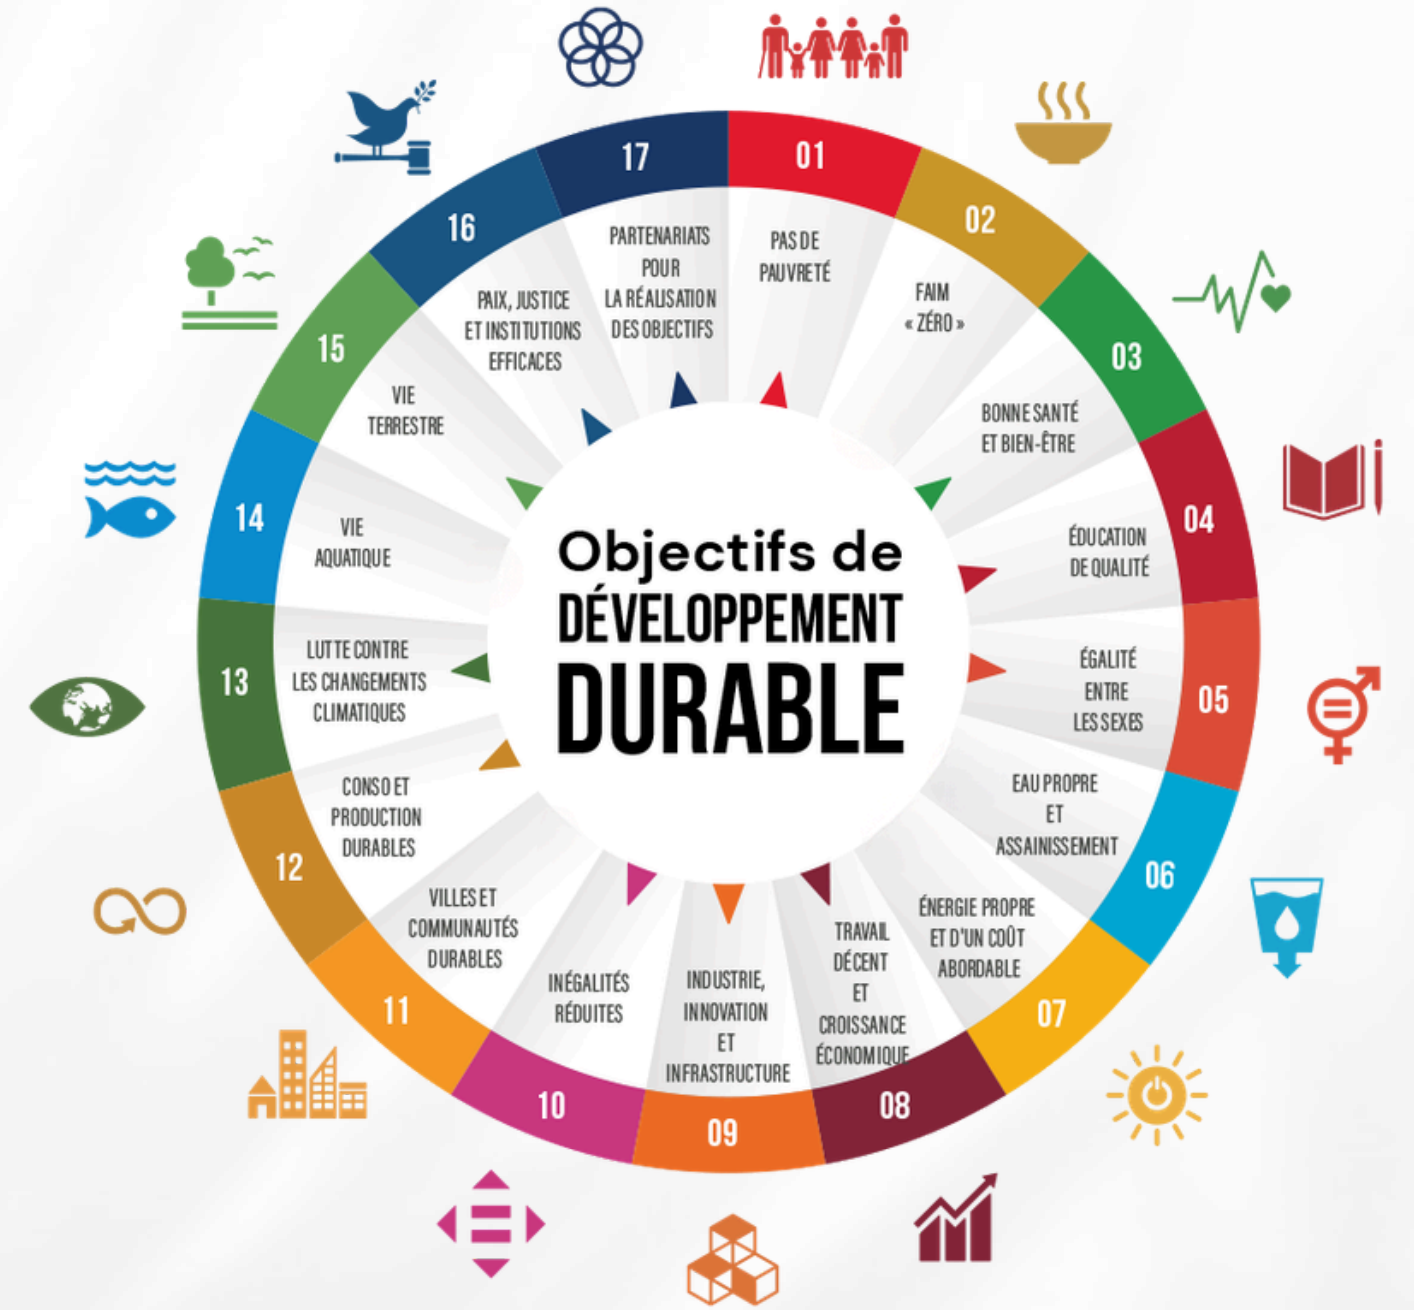 Objectifs de
DÉVELOPPEMENT
DURABLE
01
PAS DE
PAUVRETÉ
02
FAIM
« ZÉRO »
03
BONNE SANTÉ
ET BIEN-ÊTRE
04
ÉDUCATION
DE QUALITÉ
05
ÉGALITÉ
ENTRE
LES SEXES
06
EAU PROPRE
ET
ASSAINISSEMENT
07
ÉNERGIE PROPRE
ET D'UN COÛT
ABORDABLE
08
TRAVAIL
DÉCENT
ET
CROISSANCE
ÉCONOMIQUE
09
INDUSTRIE,
INNOVATION
ET
INFRASTRUCTURE
10
INÉGALITÉS
RÉDUITES
11
VILLES ET
COMMUNAUTÉS
DURABLES
12
CONSO ET
PRODUCTION
DURABLES
13
LUTTE CONTRE
LES CHANGEMENTS
CLIMATIQUES
14
VIE
AQUATIQUE
15
VIE
TERRESTRE
16
PAIX, JUSTICE
ET INSTITUTIONS
EFFICACES
17
PARTENARIATS
POUR
LA RÉALISATION
DES OBJECTIFS